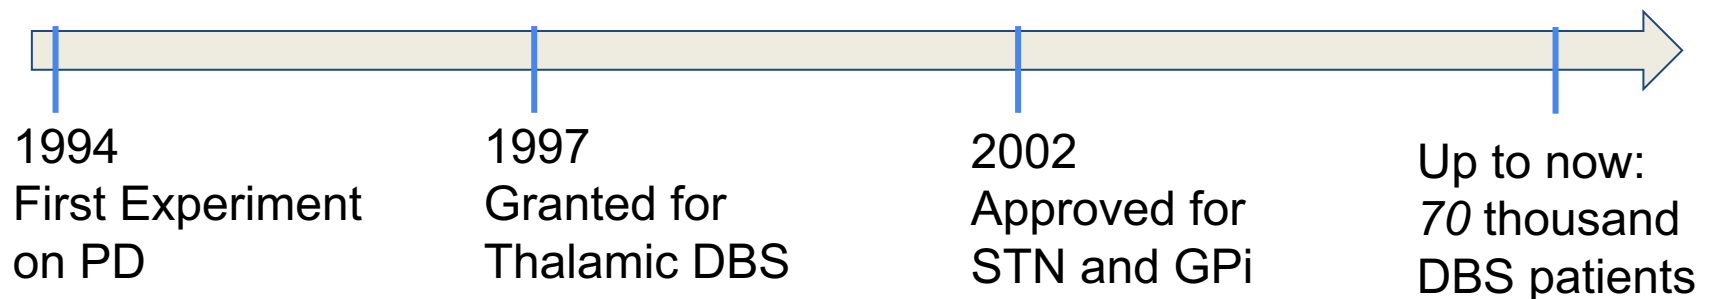 1994
First Experiment
on PD
1997
Granted for
Thalamic DBS
2002
Approved for
STN and GPi
Up to now:
70 thousand
DBS patients